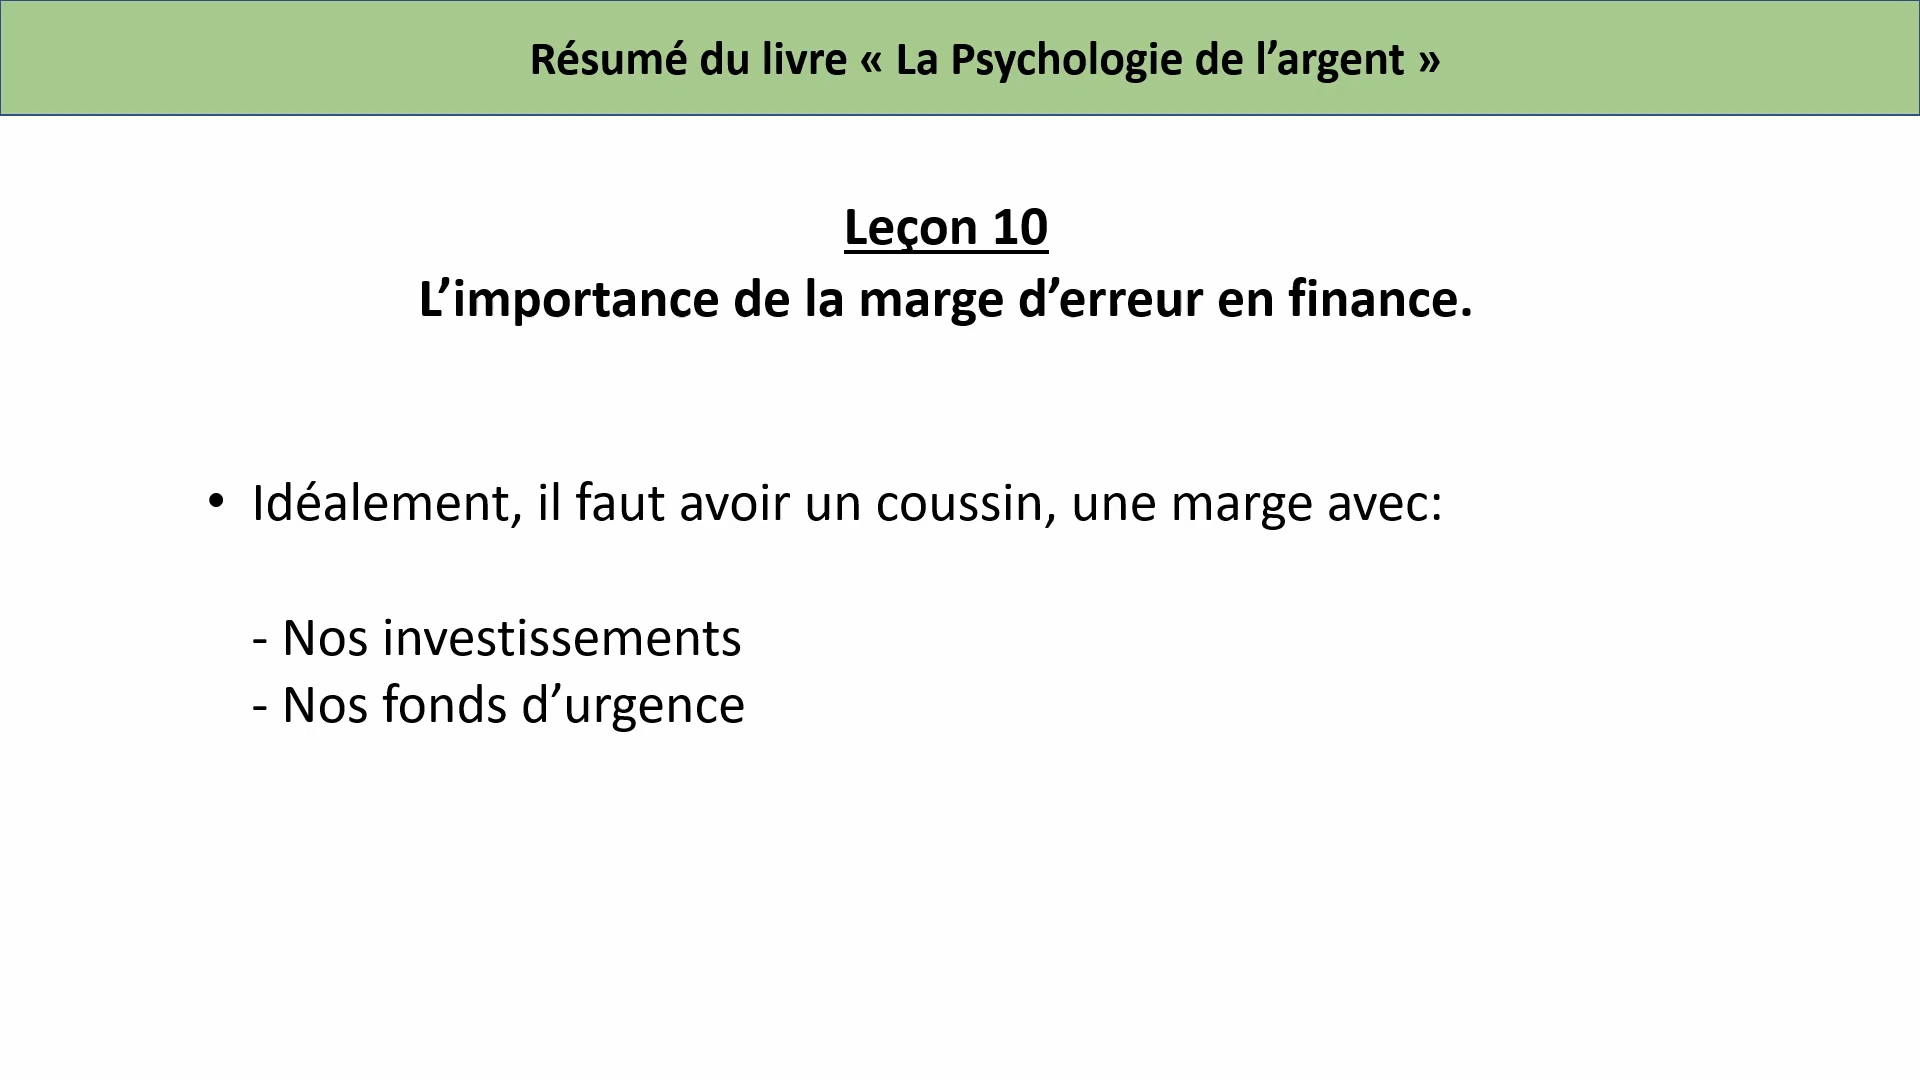 Résumé du livre « La Psychologie de l’argent »
Leçon 10
L’importance de la marge d’erreur en finance.
• Idéalement, il faut avoir un coussin, une marge avec:
- Nos investissements
- Nos fonds d’urgence